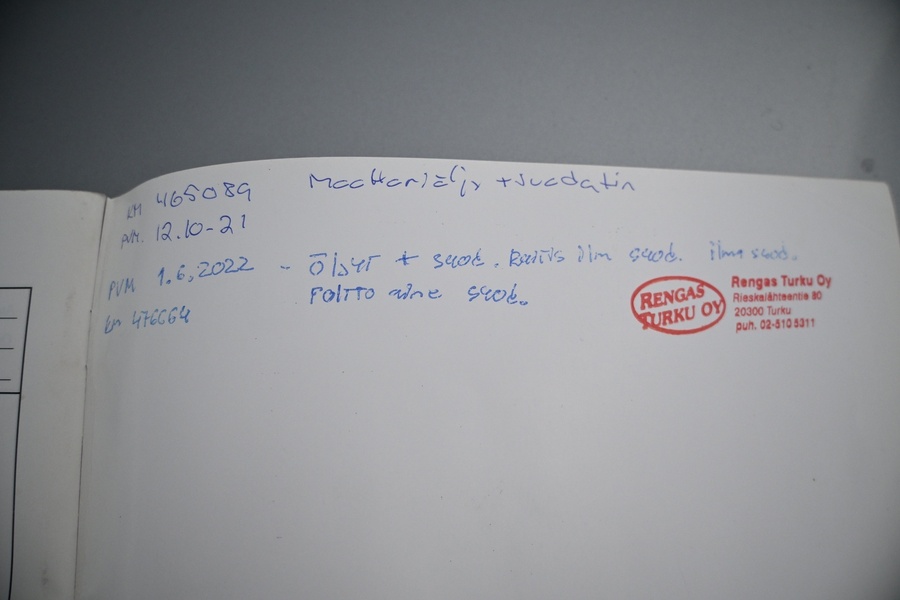 KM 465089
PVM. 12.10-21
Moottoriöljy + suodatin
PVM 1.6.2022 - ÖLJYT + suod. Raitis ilm suod. ilma suod.
km 476664
POLTTO aine suod.
RENGAS
TURKU OY
Rengas Turku Oy
Rieskalähteentie 80
20300 Turku
puh. 02-510 5311